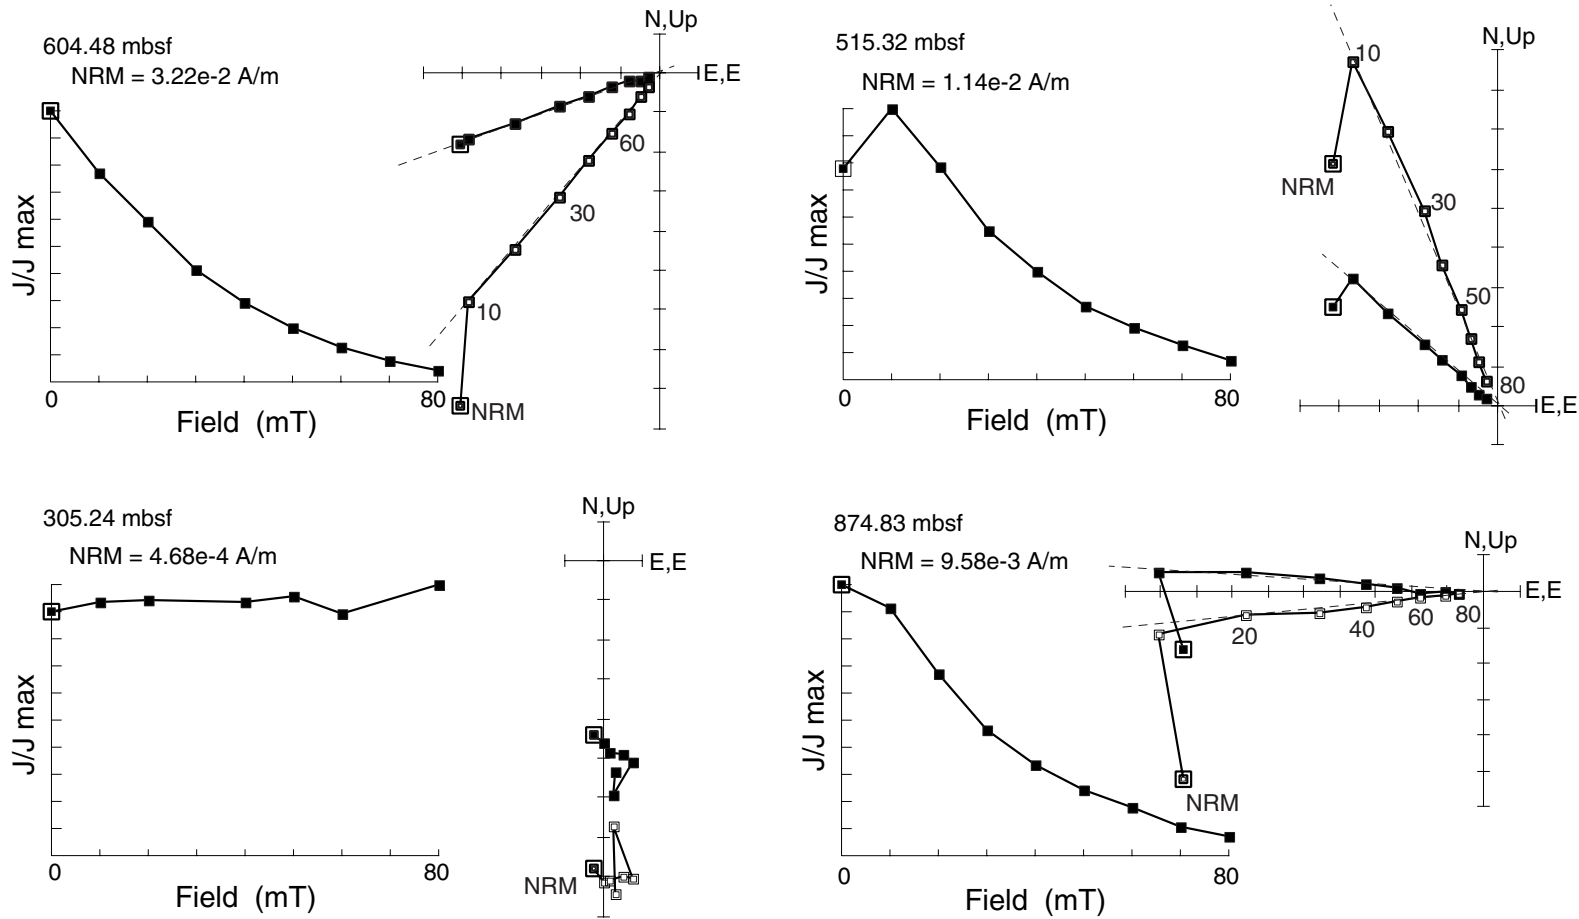 604.48 mbsf
NRM = 3.22e-2 A/m
N,Up
E,E
60
30
10
NRM
J/J max
0
80
Field (mT)
515.32 mbsf
NRM = 1.14e-2 A/m
N,Up
10
NRM
30
50
80
E,E
J/J max
0
80
Field (mT)
305.24 mbsf
NRM = 4.68e-4 A/m
N,Up
E,E
NRM
J/J max
0
80
Field (mT)
874.83 mbsf
NRM = 9.58e-3 A/m
N,Up
E,E
20
40
60
80
NRM
J/J max
0
80
Field (mT)